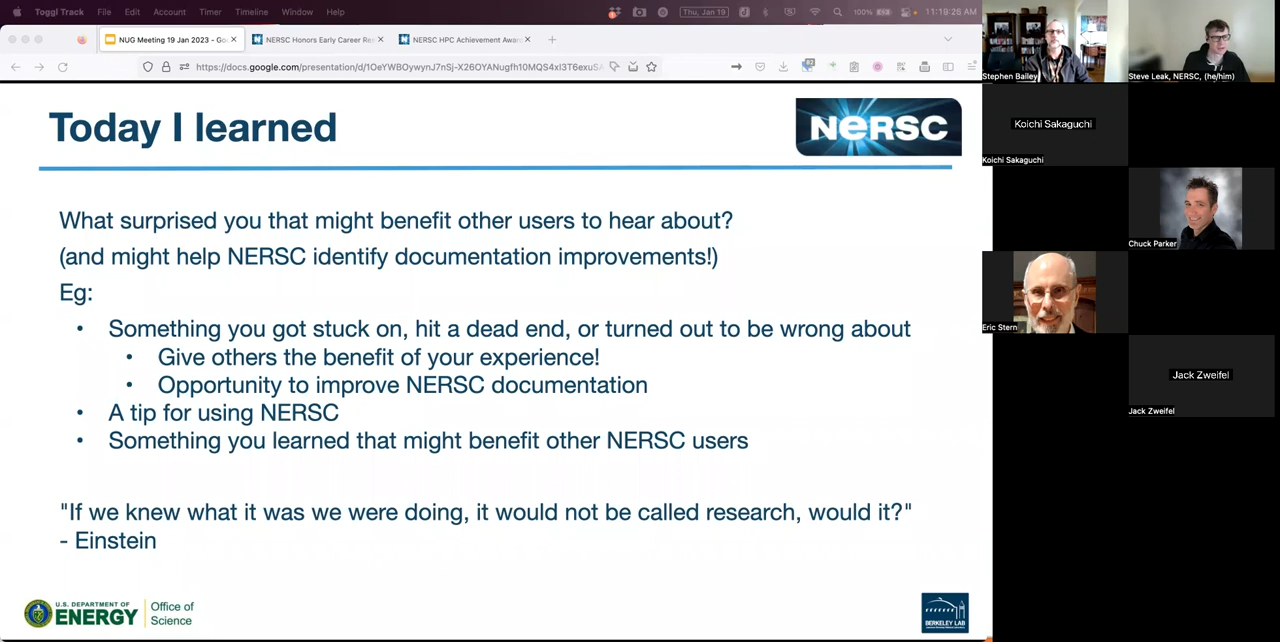 Toggl Track File Edit Account Timer Timeline Window Help
Thu, Jan 19
100%
11:19:26 AM
NUG Meeting 19 Jan 2023 - Go
NERSC Honors Early Career Re
NERSC HPC Achievement Awar
https://docs.google.com/presentation/d/
Today I learned
NERSC
What surprised you that might benefit other users to hear about?
(and might help NERSC identify documentation improvements!)
Eg:
• Something you got stuck on, hit a dead end, or turned out to be wrong about
• Give others the benefit of your experience!
• Opportunity to improve NERSC documentation
• A tip for using NERSC
• Something you learned that might benefit other NERSC users
"If we knew what it was we were doing, it would not be called research, would it?"
- Einstein
U.S. DEPARTMENT OF
ENERGY
Office of
Science
BERKELEY LAB
Stephen Bailey
Steve Leak, NERSC, (he/him)
Koichi Sakaguchi
Koichi Sakaguchi
Chuck Parker
Eric Stern
Jack Zweifel
Jack Zweifel